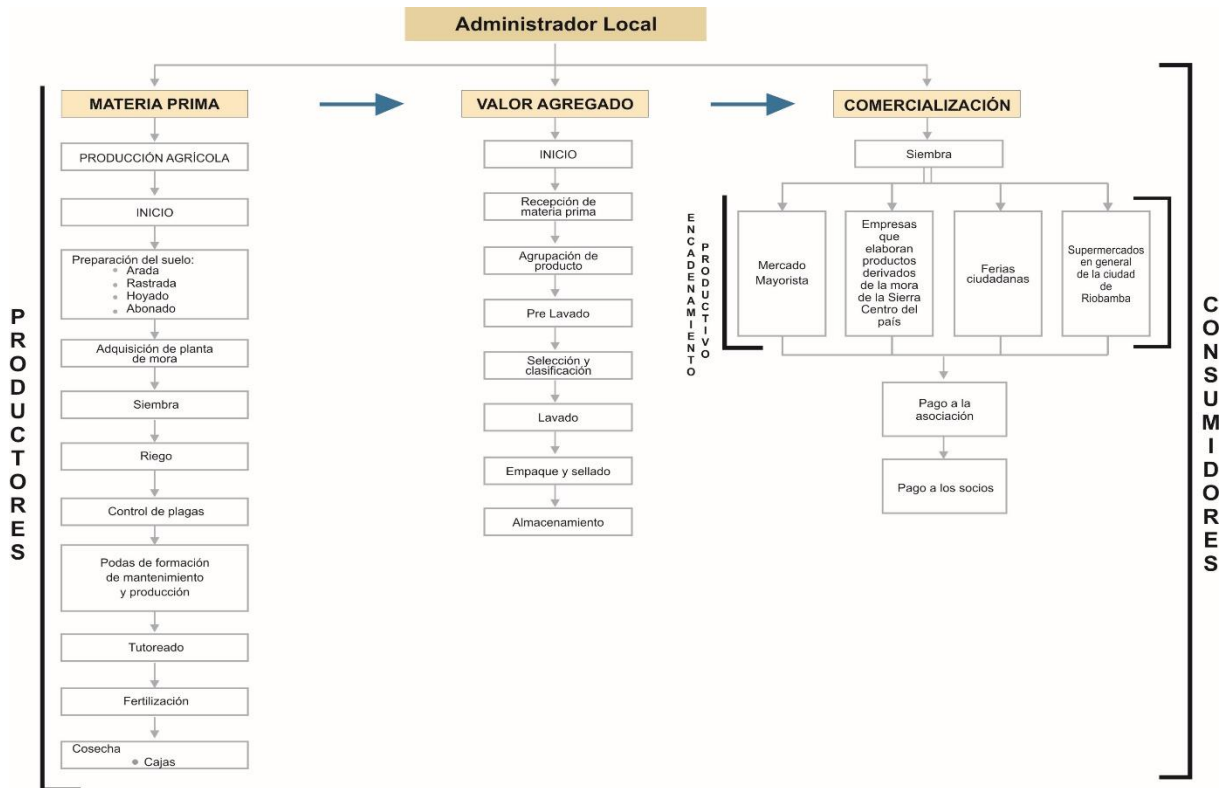 Administrador Local
PRODUCTORES
MATERIA PRIMA
PRODUCCIÓN AGRÍCOLA
INICIO
Preparación del suelo:
• Arada
• Rastrada
• Hoyado
• Abonado
Adquisición de planta
de mora
Siembra
Riego
Control de plagas
Podas de formación
de mantenimiento
y producción
Tutoreado
Fertilización
Cosecha
• Cajas
VALOR AGREGADO
INICIO
Recepción de
materia prima
Agrupación de
producto
Pre Lavado
Selección y
clasificación
Lavado
Empaque y sellado
Almacenamiento
COMERCIALIZACIÓN
Siembra
ENCADENAMIENTO
PRODUCTIVO
Mercado
Mayorista
Empresas
que
elaboran
productos
derivados
de la mora
de la Sierra
Centro del
país
Ferias
ciudadanas
Supermercados
en general
de la ciudad
de
Riobamba
Pago a la
asociación
Pago a los socios
CONSUMIDORES